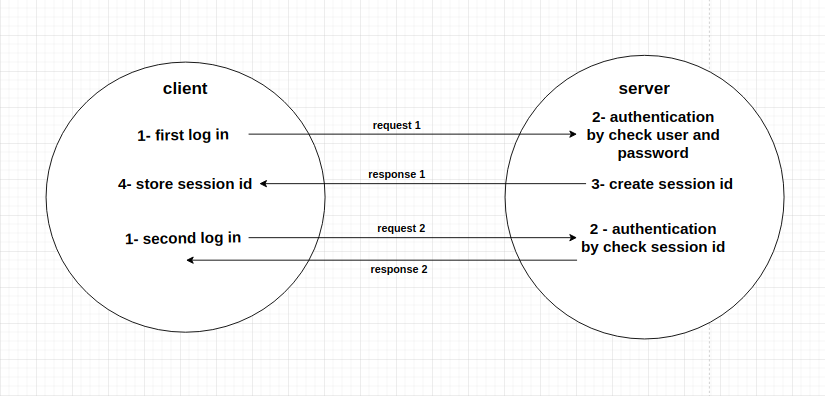 client
server
1- first log in
request 1
2- authentication
by check user and
password
4- store session id
response 1
3- create session id
1- second log in
request 2
2 - authentication
by check session id
response 2